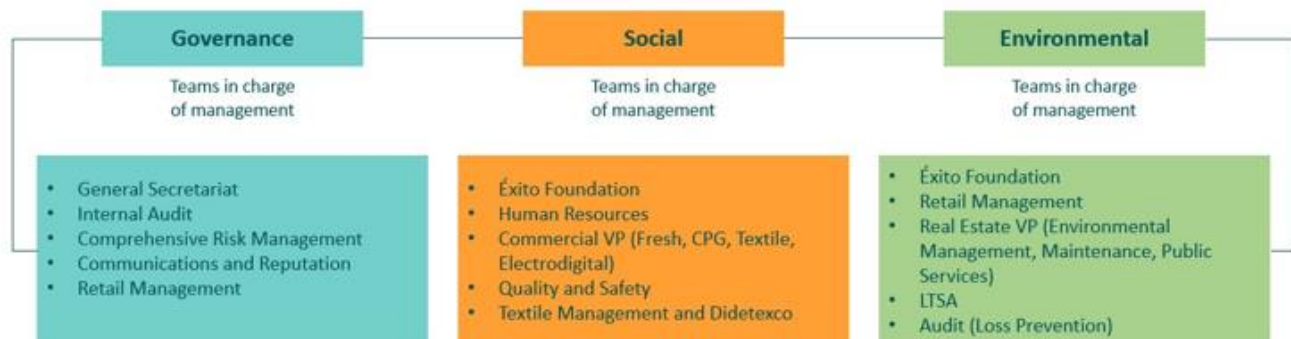 Governance
Teams in charge
of management
• General Secretariat
• Internal Audit
• Comprehensive Risk Management
• Communications and Reputation
• Retail Management
Social
Teams in charge
of management
• Éxito Foundation
• Human Resources
• Commercial VP (Fresh, CPG, Textile,
Electrodigital)
• Quality and Safety
• Textile Management and Didetexco
Environmental
Teams in charge
of management
• Éxito Foundation
• Retail Management
• Real Estate VP (Environmental
Management, Maintenance, Public
Services)
• LTSA
• Audit (Loss Prevention)